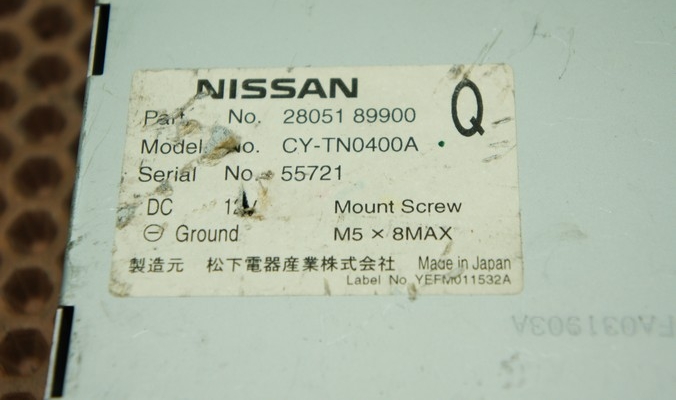 NISSAN
Q
Part No. 28051 89900
Model No. CY-TN0400A
Serial No. 55721
DC 12V Mount Screw
⊖ Ground M5 × 8MAX
製造元 松下電器産業株式会社 Made in Japan
Label No YEFM011532A
FA031903A